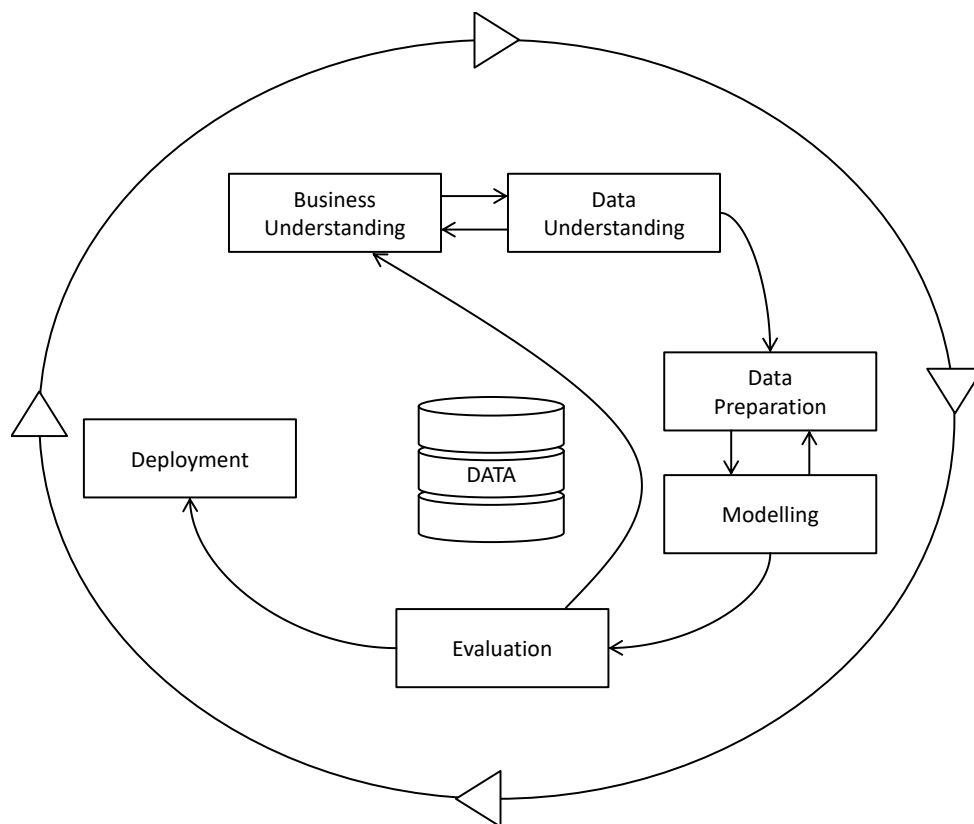 Business
Understanding
Data
Understanding
Data
Preparation
Deployment
DATA
Modelling
Evaluation